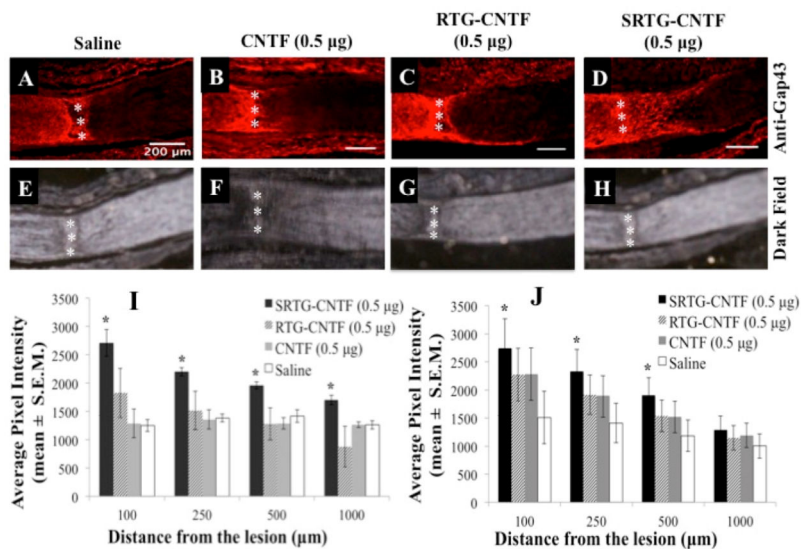 Saline
CNTF (0.5 µg)
RTG-CNTF
(0.5 µg)
SRTG-CNTF
(0.5 µg)
A
B
C
D
* * *
* * *
* * *
* * *
200 µm
Anti-Gap43
E
F
G
H
* * *
* * *
* * *
* * *
Dark Field
I
Average Pixel Intensity
(mean ± S.E.M.)
3500
3000
2500
2000
1500
1000
500
0
*
*
*
*
SRTG-CNTF (0.5 µg)
RTG-CNTF (0.5 µg)
CNTF (0.5 µg)
Saline
100
250
500
1000
Distance from the lesion (µm)
J
Average Pixel Intensity
(mean ± S.E.M.)
3500
3000
2500
2000
1500
1000
500
0
*
*
*
SRTG-CNTF (0.5 µg)
RTG-CNTF (0.5 µg)
CNTF (0.5 µg)
Saline
100
250
500
1000
Distance from the lesion (µm)